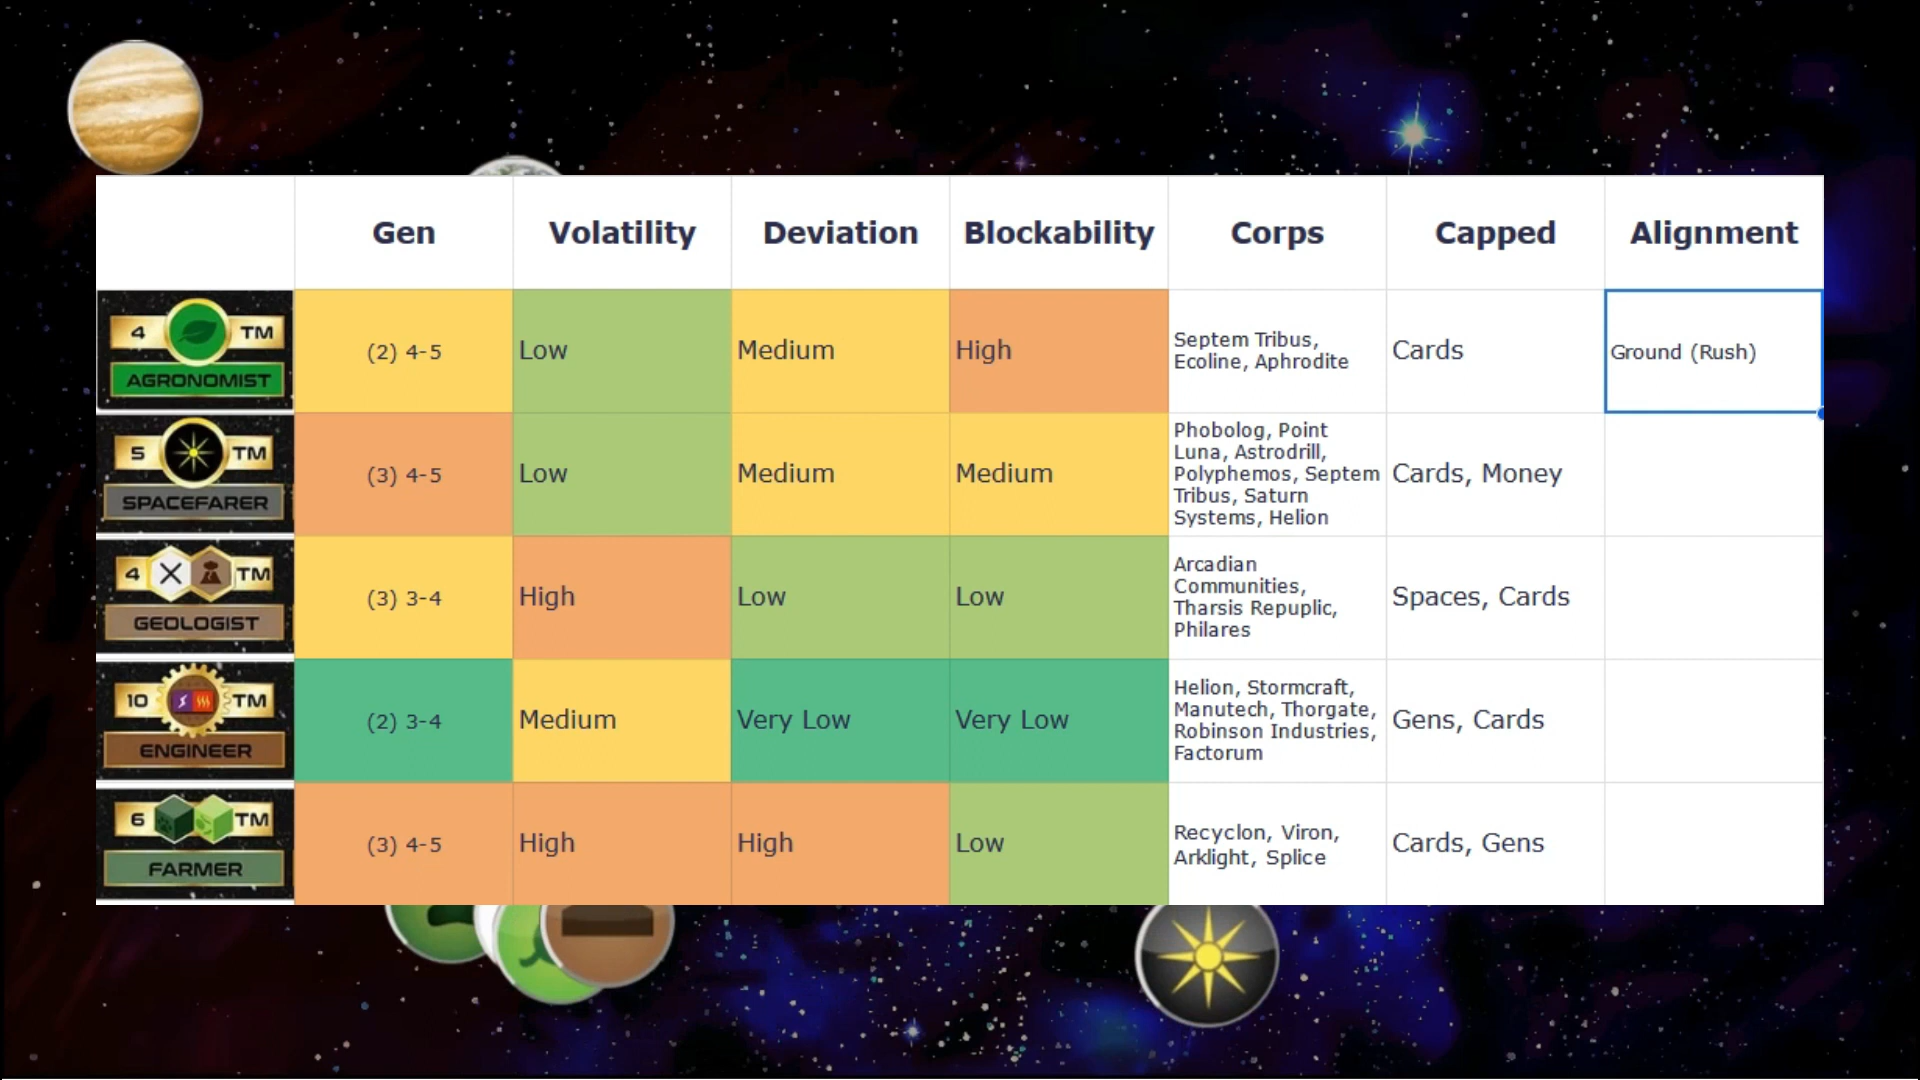 Gen Volatility Deviation Blockability Corps Capped Alignment
4 TM
AGRONOMIST
(2) 4-5
Low
Medium
High
Septem Tribus,
Ecoline, Aphrodite
Cards
Ground (Rush)
5 TM
SPACEFARER
(3) 4-5
Low
Medium
Medium
Phobolog, Point
Luna, Astrodrill,
Polyphemos, Septem
Tribus, Saturn
Systems, Helion
Cards, Money
4 TM
GEOLOGIST
(3) 3-4
High
Low
Low
Arcadian
Communities,
Tharsis Repuplic,
Philares
Spaces, Cards
10 TM
ENGINEER
(2) 3-4
Medium
Very Low
Very Low
Helion, Stormcraft,
Manutech, Thorgate,
Robinson Industries,
Factorum
Gens, Cards
6 TM
FARMER
(3) 4-5
High
High
Low
Recyclon, Viron,
Arklight, Splice
Cards, Gens